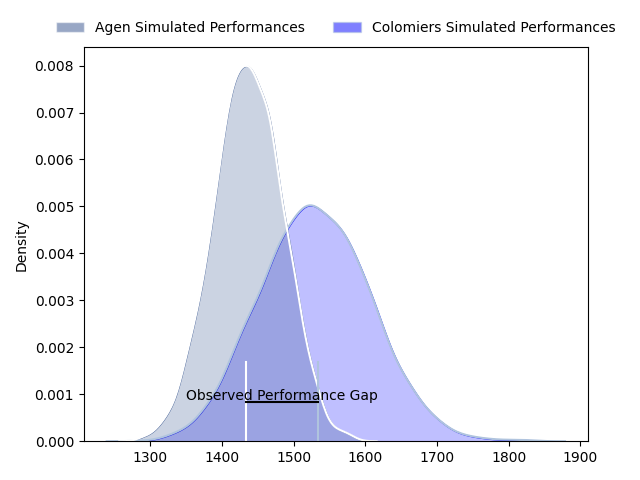 Agen Simulated Performances Colomiers Simulated Performances
0.008
0.007
0.006
0.005
0.004
0.003
0.002
0.001
0.000
Density
Observed Performance Gap
1300 1400 1500 1600 1700 1800 1900